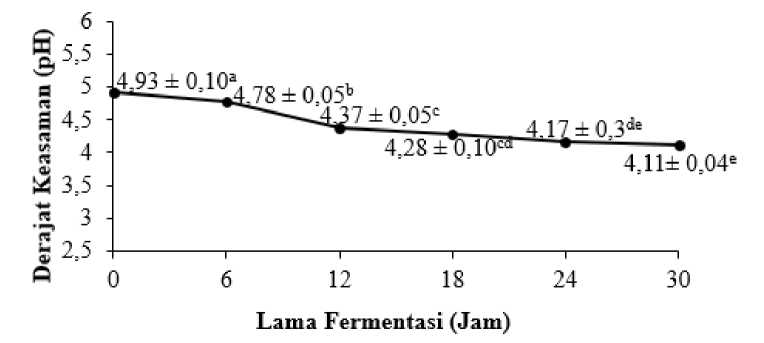 6
5,5
5
4,5
4
3,5
3
2,5
Derajat Keasaman (pH)
4,93 ± 0,10ᵃ
4,78 ± 0,05ᵇ
4,37 ± 0,05ᶜ
4,28 ± 0,10ᶜᵈ
4,17 ± 0,3ᵈᵉ
4,11± 0,04ᵉ
0 6 12 18 24 30
Lama Fermentasi (Jam)